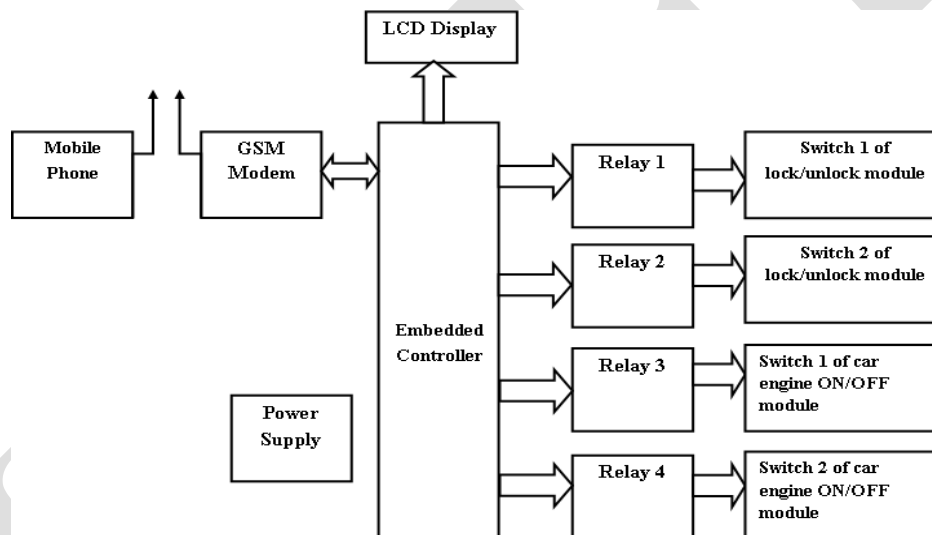 LCD Display
Mobile
Phone
GSM
Modem
Embedded
Controller
Power
Supply
Relay 1
Switch 1 of
lock/unlock module
Relay 2
Switch 2 of
lock/unlock module
Relay 3
Switch 1 of car
engine ON/OFF
module
Relay 4
Switch 2 of car
engine ON/OFF
module